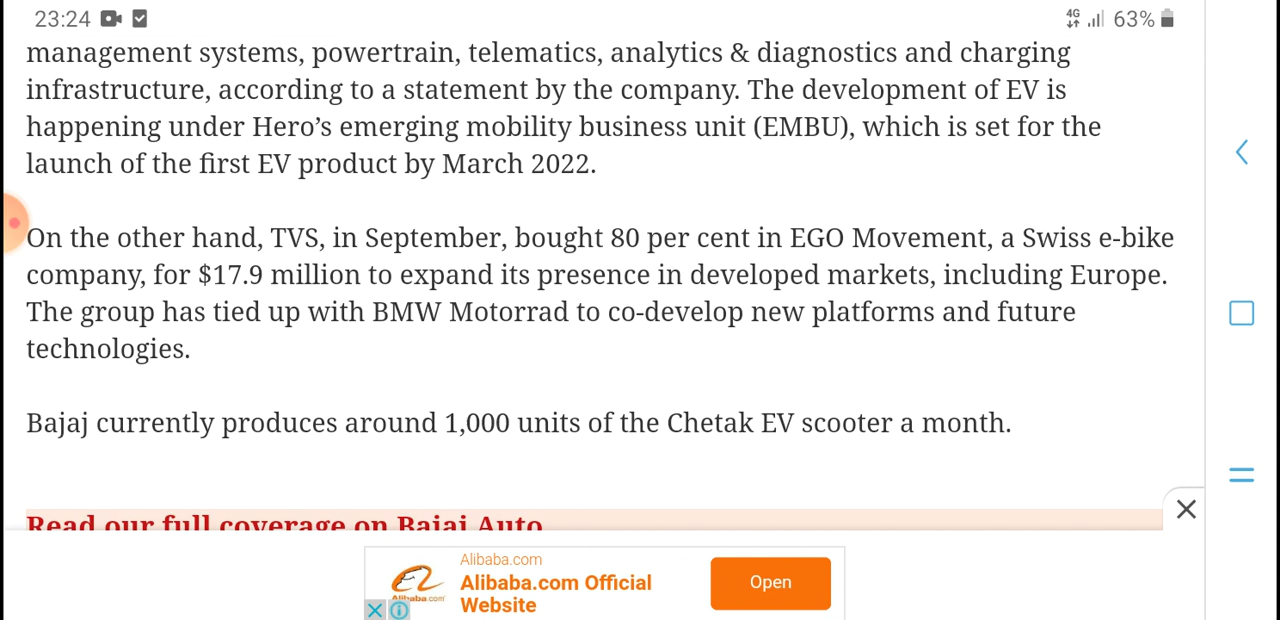 23:24
4G
63%
management systems, powertrain, telematics, analytics & diagnostics and charging
infrastructure, according to a statement by the company. The development of EV is
happening under Hero’s emerging mobility business unit (EMBU), which is set for the
launch of the first EV product by March 2022.
On the other hand, TVS, in September, bought 80 per cent in EGO Movement, a Swiss e-bike
company, for $17.9 million to expand its presence in developed markets, including Europe.
The group has tied up with BMW Motorrad to co-develop new platforms and future
technologies.
Bajaj currently produces around 1,000 units of the Chetak EV scooter a month.
Read our full coverage on Bajaj Auto
Alibaba.com
Alibaba.com Official
Website
Alibaba.com
Open